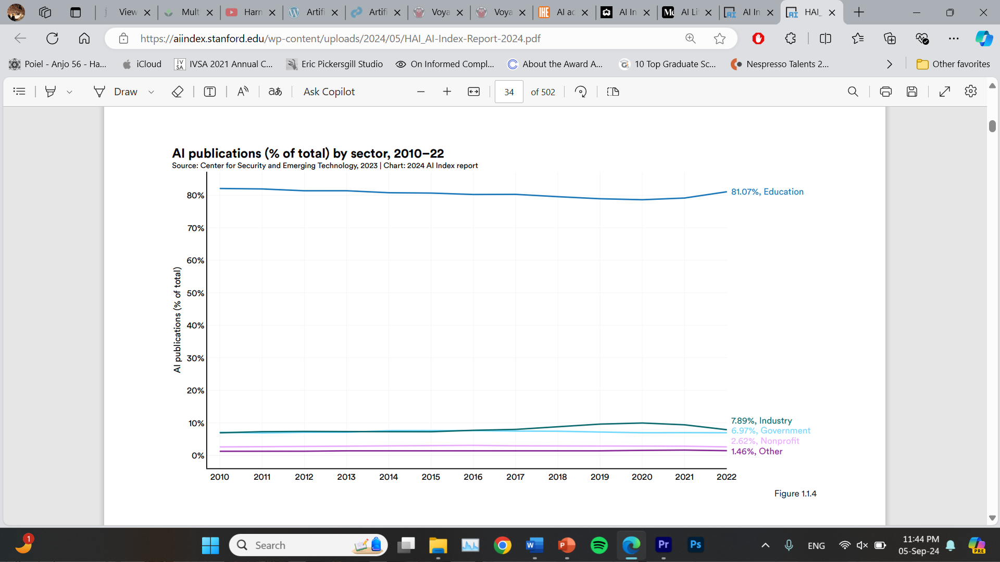 View
Mult
Harn
Artifi
Artifi
Voya
Voya
IHE AI ac
AI In
AI Li
AI In
HAI_
https://aiindex.stanford.edu/wp-content/uploads/2024/05/HAI_AI-Index-Report-2024.pdf
Poiel - Anjo 56 - Ha...
iCloud
IVSA 2021 Annual C...
Eric Pickersgill Studio
On Informed Compl...
About the Award A...
10 Top Graduate Sc...
Nespresso Talents 2...
Other favorites
Draw
Ask Copilot
34 of 502
AI publications (% of total) by sector, 2010–22
Source: Center for Security and Emerging Technology, 2023 | Chart: 2024 AI Index report
AI publications (% of total)
80%
70%
60%
50%
40%
30%
20%
10%
0%
81.07%, Education
7.89%, Industry
6.97%, Government
2.62%, Nonprofit
1.46%, Other
2010 2011 2012 2013 2014 2015 2016 2017 2018 2019 2020 2021 2022
Figure 1.1.4
1
Search
W
P
Pr
Ps
ENG
11:44 PM
05-Sep-24
PRE